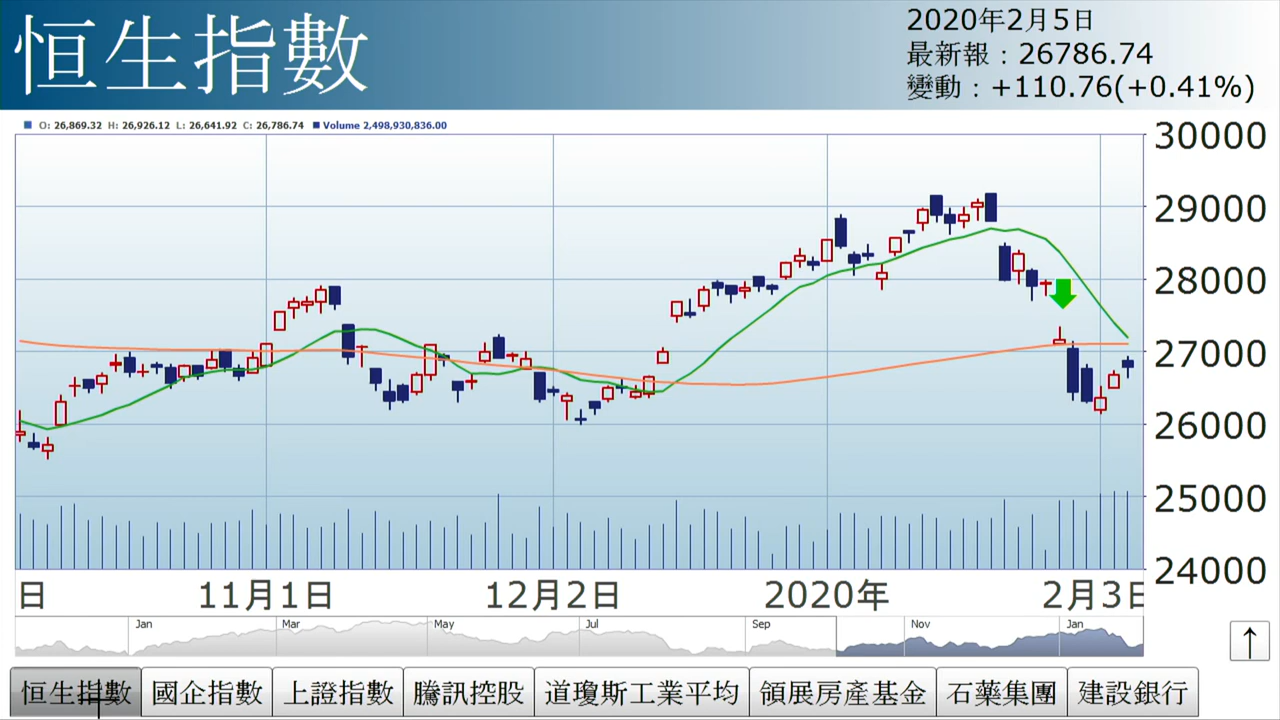 恒生指數
2020年2月5日
最新報：26786.74
變動：+110.76(+0.41%)
O: 26,869.32 H: 26,926.12 L: 26,641.92 C: 26,786.74 Volume 2,498,930,836.00
30000
29000
28000
27000
26000
25000
24000
日 11月1日 12月2日 2020年 2月3日
Jan Mar May Jul Sep Nov Jan
↑
恒生指數 國企指數 上證指數 騰訊控股 道瓊斯工業平均 領展房產基金 石藥集團 建設銀行